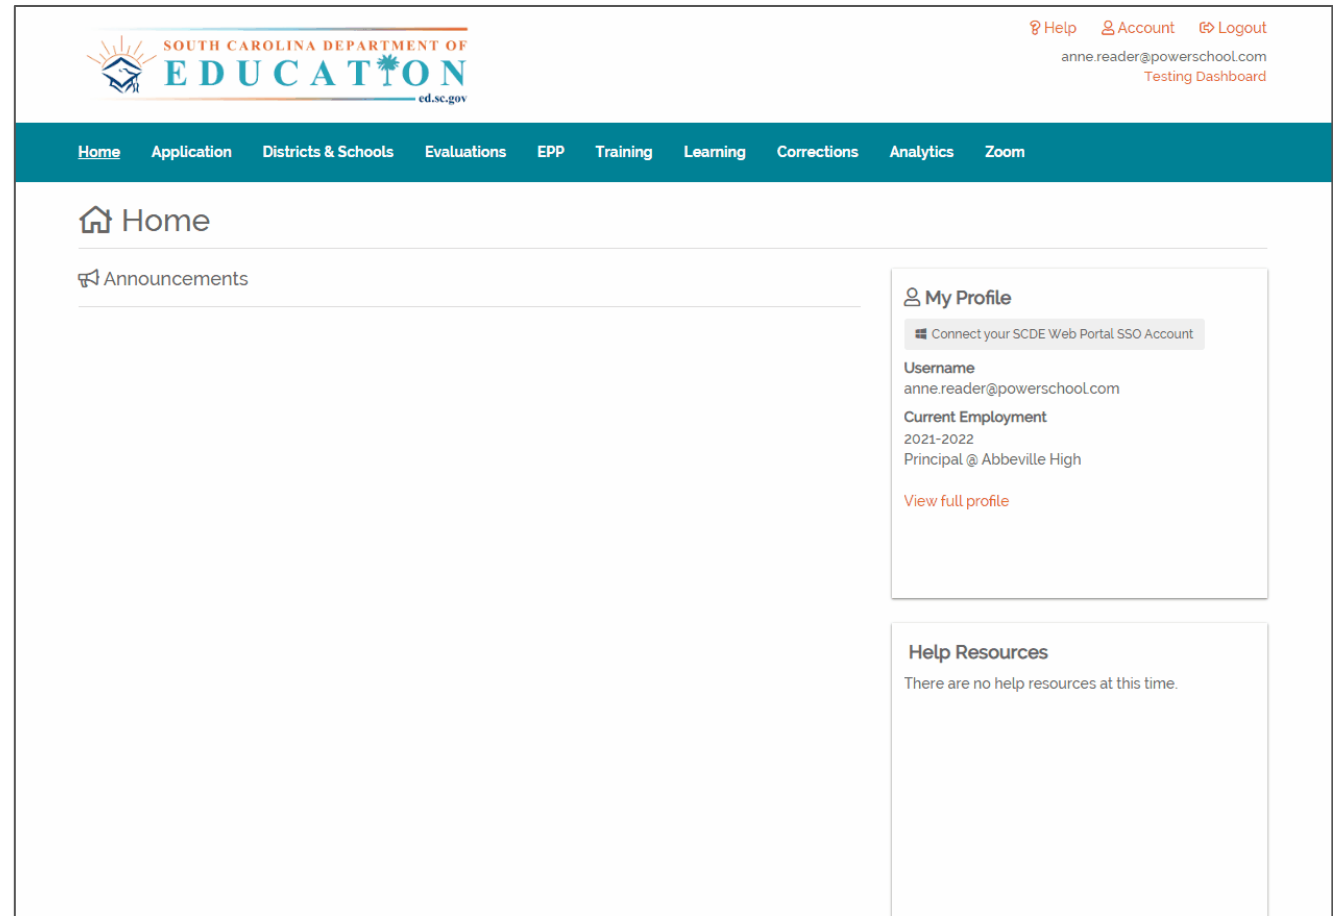 SOUTH CAROLINA DEPARTMENT OF
EDUCATION
ed.sc.gov
Help Account Logout
anne.reader@powerschool.com
Testing Dashboard
Home Application Districts & Schools Evaluations EPP Training Learning Corrections Analytics Zoom
Home
Announcements
My Profile
Connect your SCDE Web Portal SSO Account
Username
anne.reader@powerschool.com
Current Employment
2021-2022
Principal @ Abbeville High
View full profile
Help Resources
There are no help resources at this time.